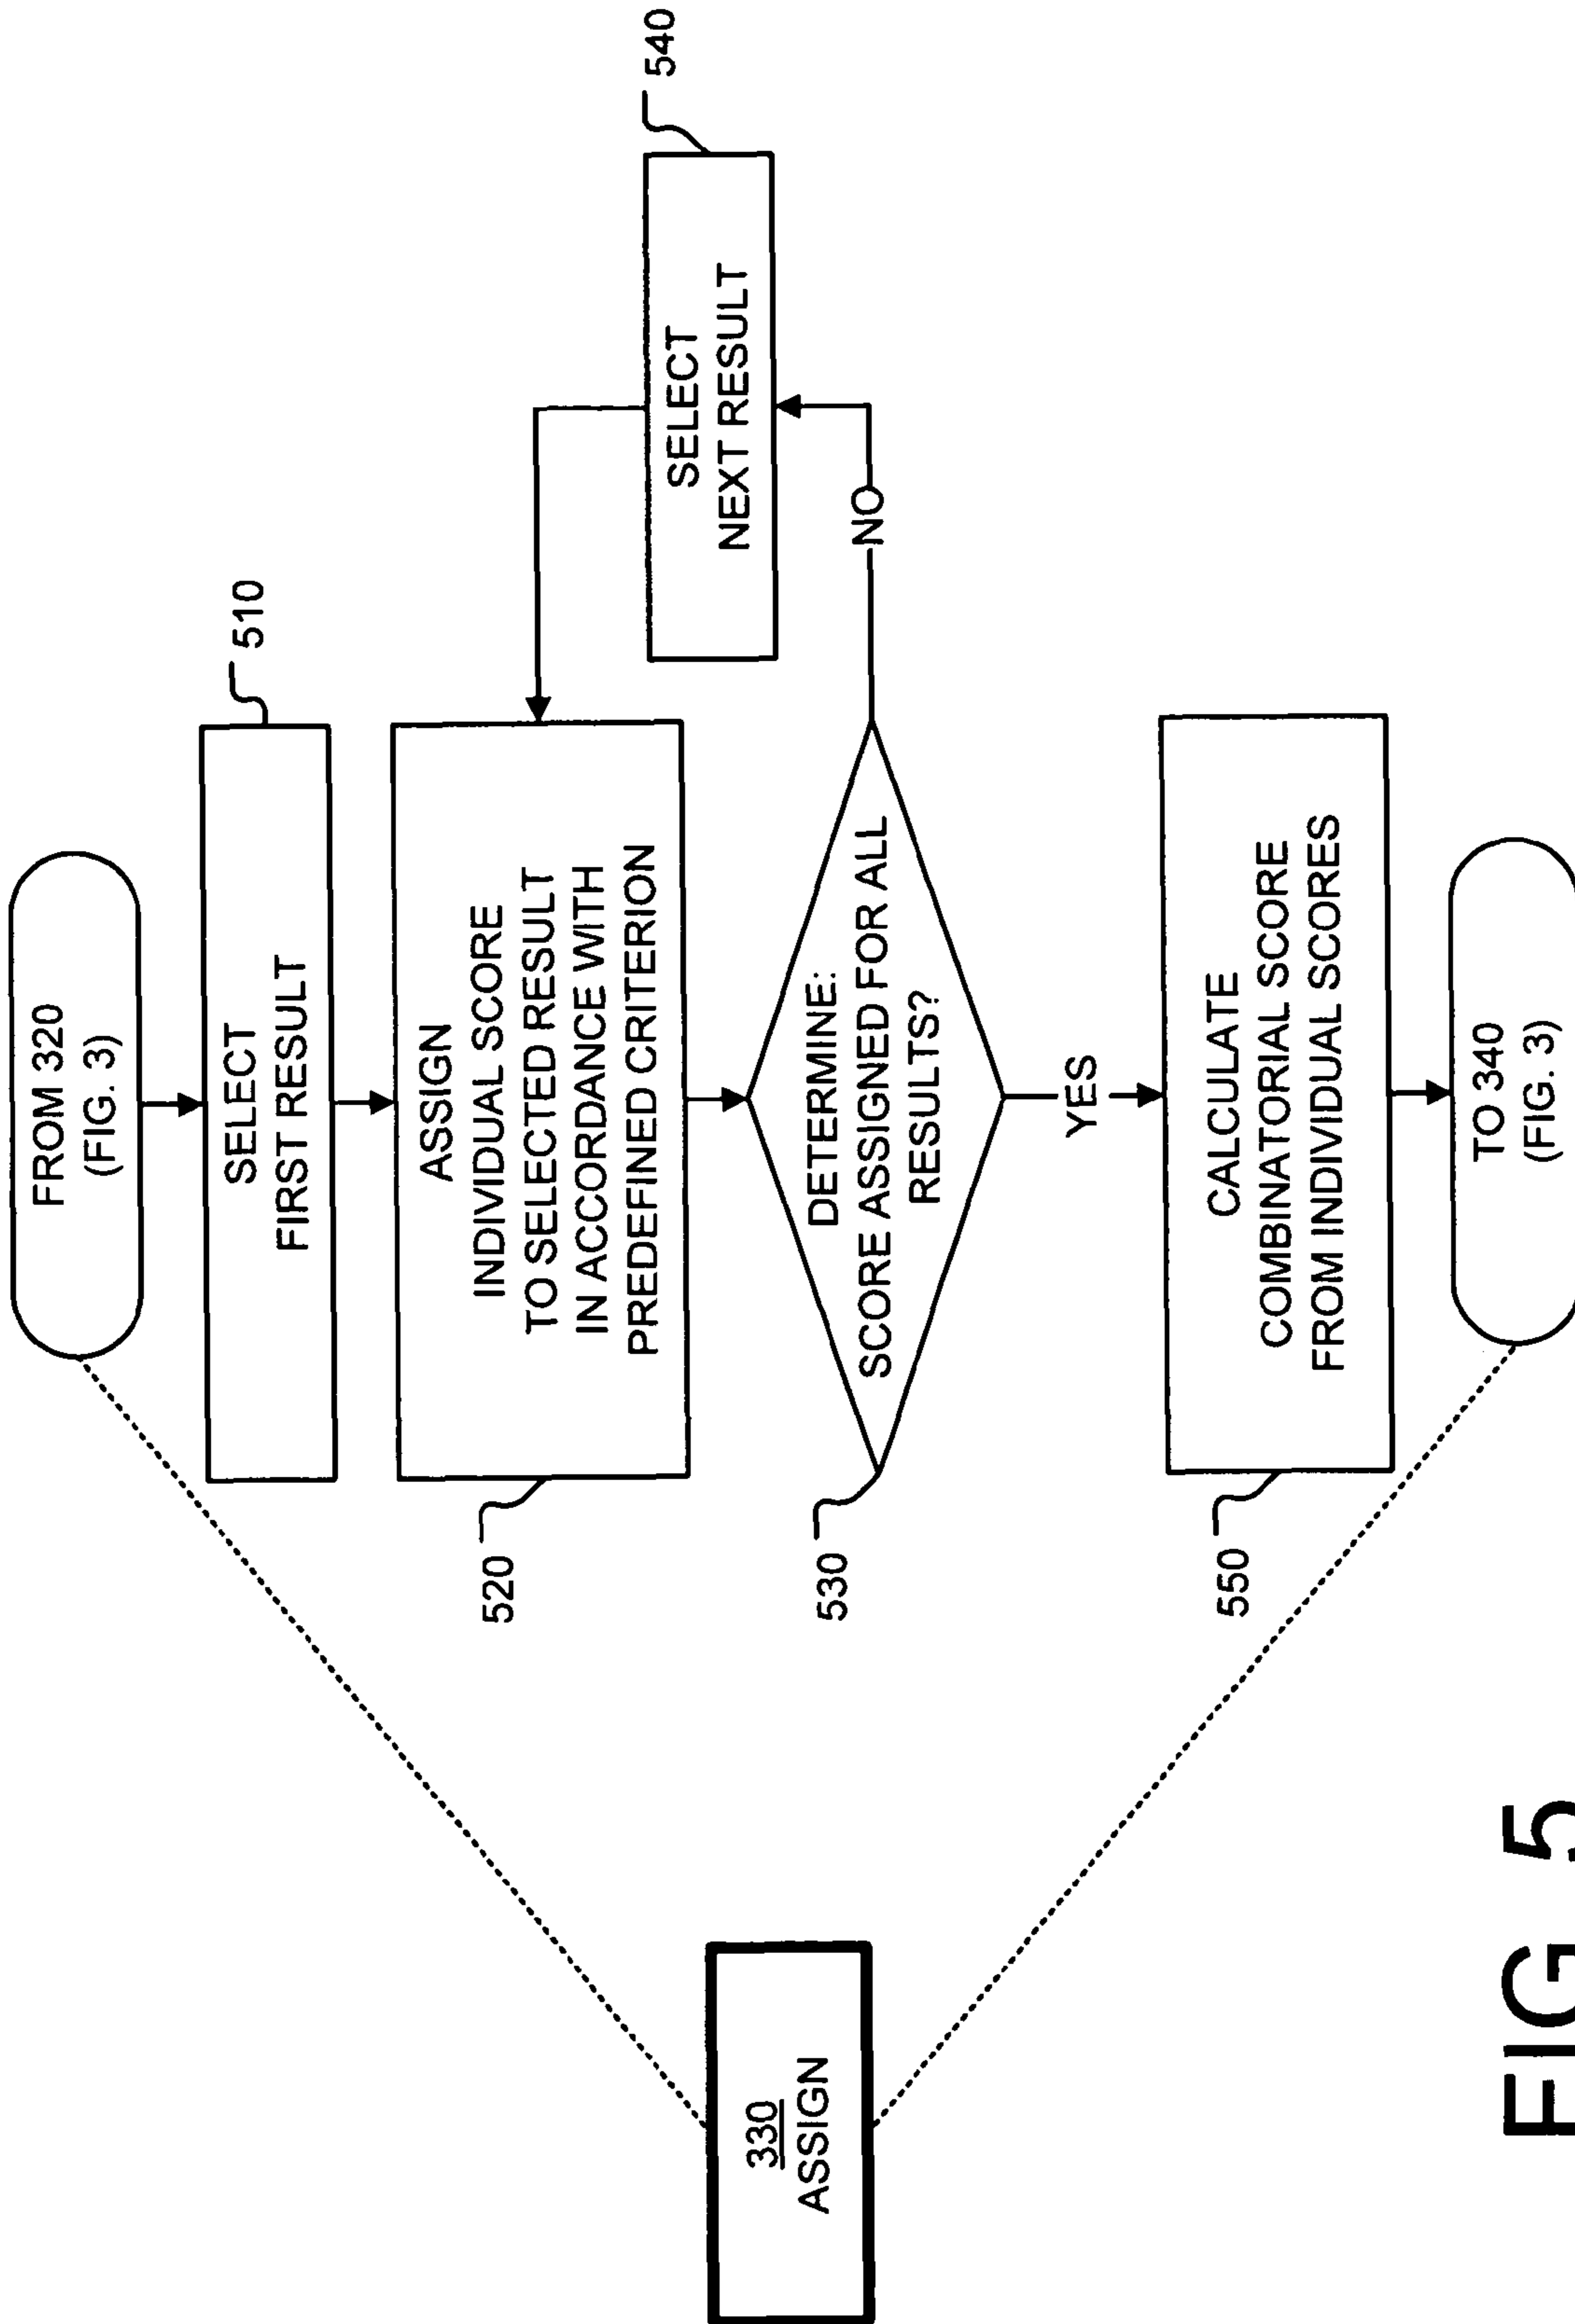 330
ASSIGN
FROM 320
(FIG. 3)
SELECT
FIRST RESULT
510
ASSIGN
INDIVIDUAL SCORE
TO SELECTED RESULT
IN ACCORDANCE WITH
PREDEFINED CRITERION
520
DETERMINE:
SCORE ASSIGNED FOR ALL
RESULTS?
530
NO
SELECT
NEXT RESULT
540
YES
CALCULATE
COMBINATORIAL SCORE
FROM INDIVIDUAL SCORES
550
TO 340
(FIG. 3)
FIG 5